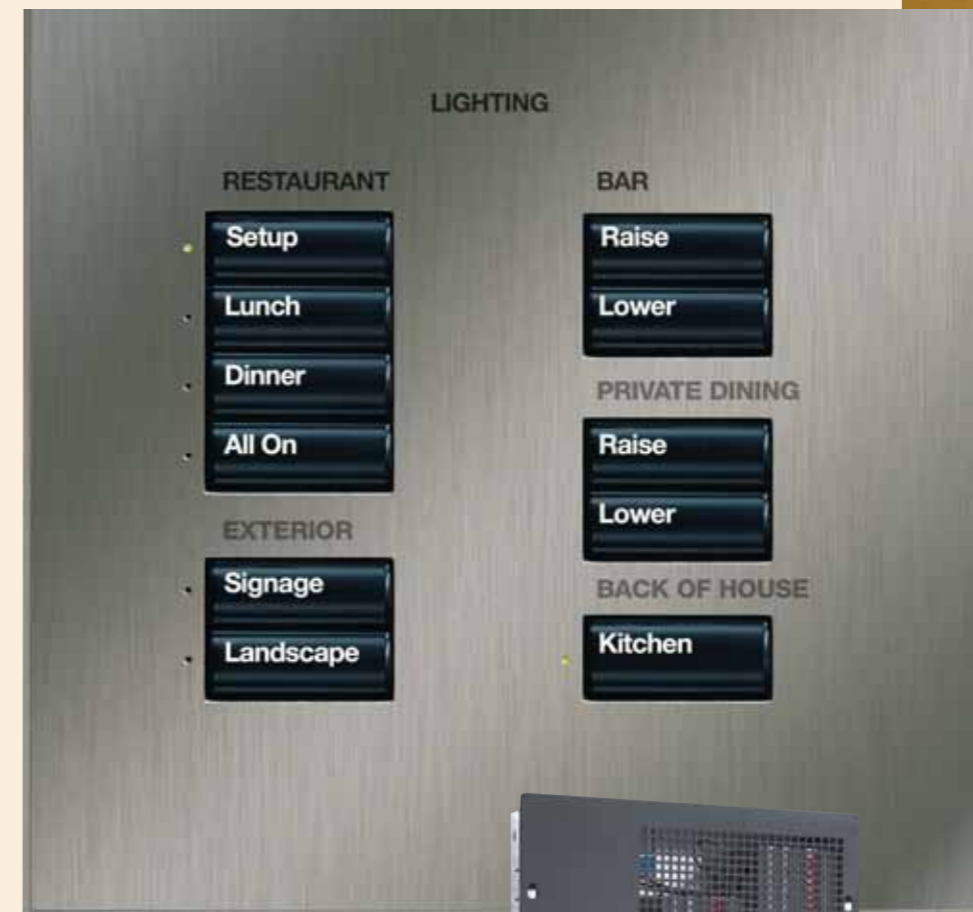 LIGHTING
RESTAURANT
Setup
Lunch
Dinner
All On
EXTERIOR
Signage
Landscape
BAR
Raise
Lower
PRIVATE DINING
Raise
Lower
BACK OF HOUSE
Kitchen